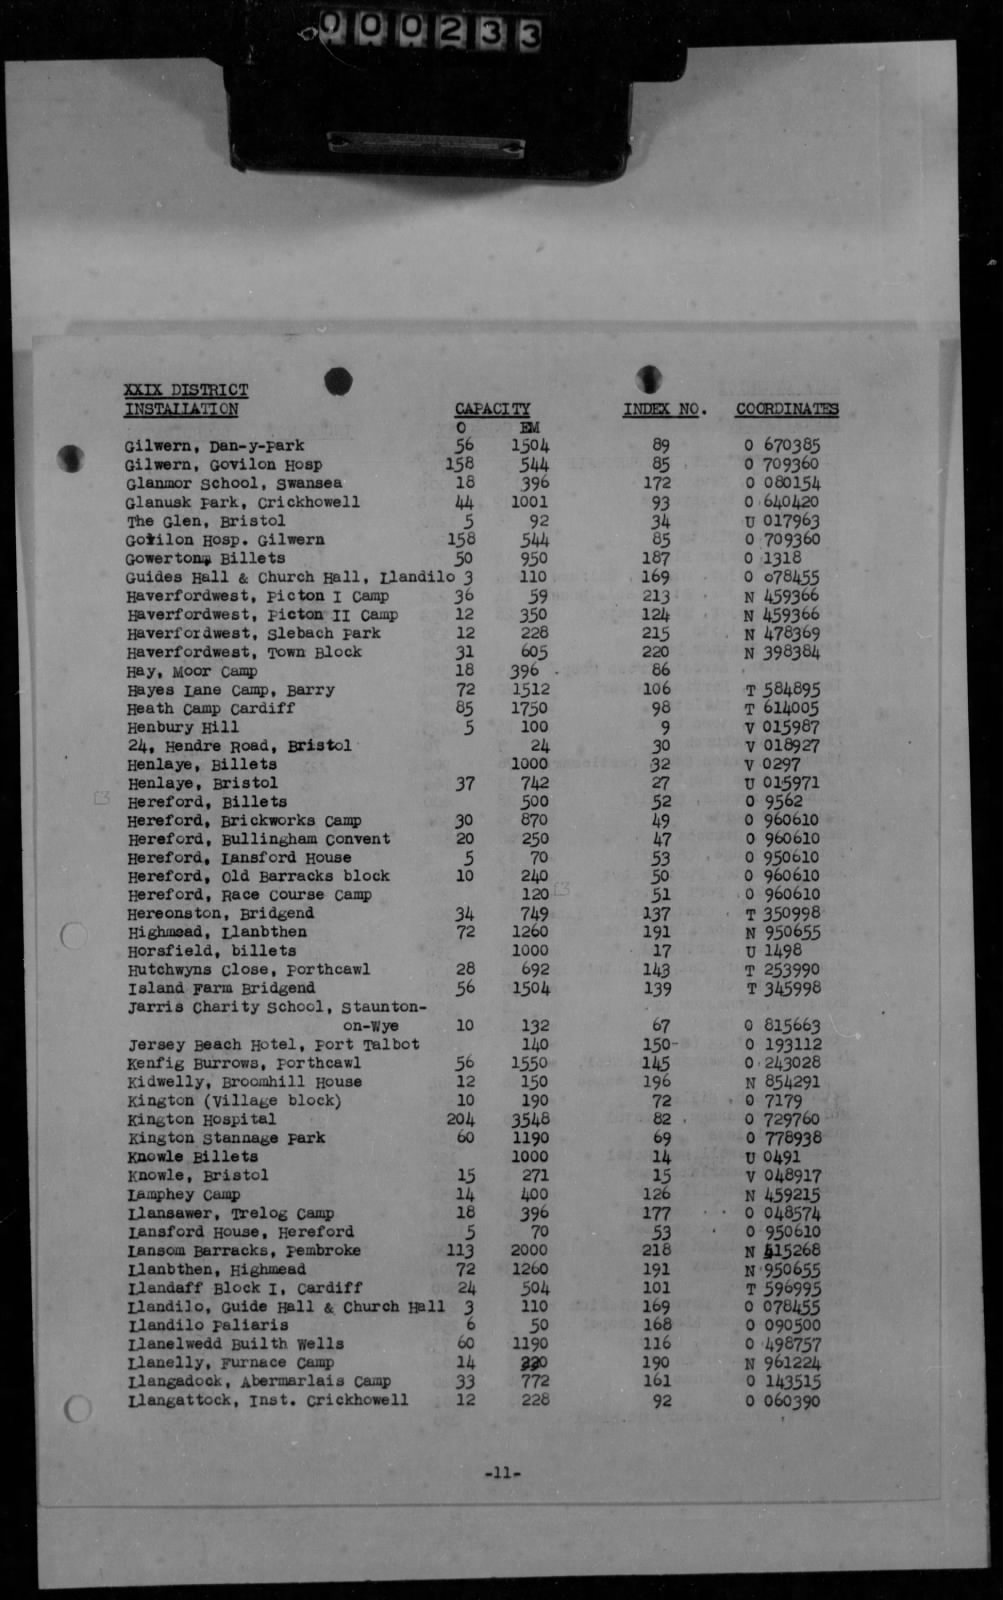 000233
XXIX DISTRICT
INSTALLATION CAPACITY INDEX NO. COORDINATES
O EM
Gilwern, Dan-y-Park 56 1504 89 O 670385
Gilwern, Govilon Hosp 158 544 85 O 709360
Glanmor School, Swansea 18 396 172 O 080154
Glanusk Park, Crickhowell 44 1001 93 O 640420
The Glen, Bristol 5 92 34 U 017963
Govilon Hosp. Gilwern 158 544 85 O 709360
Gowerton, Billets 50 950 187 O 1318
Guides Hall & Church Hall, Llandilo 3 110 169 O 078455
Haverfordwest, Picton I Camp 36 59 213 N 459366
Haverfordwest, Picton II Camp 12 350 124 N 459366
Haverfordwest, Slebach Park 12 228 215 N 478369
Haverfordwest, Town Block 31 605 220 N 398384
Hay, Moor Camp 18 396 86
Hayes Lane Camp, Barry 72 1512 106 T 584895
Heath Camp Cardiff 85 1750 98 T 614005
Henbury Hill 5 100 9 V 015987
24, Hendre Road, Bristol 24 30 V 018927
Henlaye, Billets 1000 32 V 0297
Henlaye, Bristol 37 742 27 U 015971
Hereford, Billets 500 52 O 9562
Hereford, Brickworks Camp 30 870 49 O 960610
Hereford, Bullingham Convent 20 250 47 O 960610
Hereford, Lansford House 5 70 53 O 950610
Hereford, Old Barracks block 10 240 50 O 960610
Hereford, Race Course Camp 120 51 O 960610
Hereonston, Bridgend 34 749 137 T 350998
Highmead, Llanbthen 72 1260 191 N 950655
Horsfield, billets 1000 17 U 1498
Hutchwyns Close, Porthcawl 28 692 143 T 253990
Island Farm Bridgend 56 1504 139 T 345998
Jarris Charity School, Staunton-
on-Wye 10 132 67 O 815663
Jersey Beach Hotel, Port Talbot 140 150- O 193112
Kenfig Burrows, Porthcawl 56 1550 145 O 243028
Kidwelly, Broomhill House 12 150 196 N 854291
Kington (Village block) 10 190 72 O 7179
Kington Hospital 204 3548 82 O 729760
Kington Stannage Park 60 1190 69 O 778938
Knowle Billets 1000 14 U 0491
Knowle, Bristol 15 271 15 V 048917
Lamphey Camp 14 400 126 N 459215
Llansawer, Trelog Camp 18 396 177 O 048574
Lansford House, Hereford 5 70 53 O 950610
Lansom Barracks, Pembroke 113 2000 218 N 515268
Llanbthen, Highmead 72 1260 191 N 950655
Llandaff Block I, Cardiff 24 504 101 T 596995
Llandilo, Guide Hall & Church Hall 3 110 169 O 078455
Llandilo Paliaris 6 50 168 O 090500
Llanelwedd Builth Wells 60 1190 116 O 498757
Llanelly, Furnace Camp 14 220 190 N 961224
Llangadock, Abermarlais Camp 33 772 161 O 143515
Llangattock, Inst. Crickhowell 12 228 92 O 060390
-11-